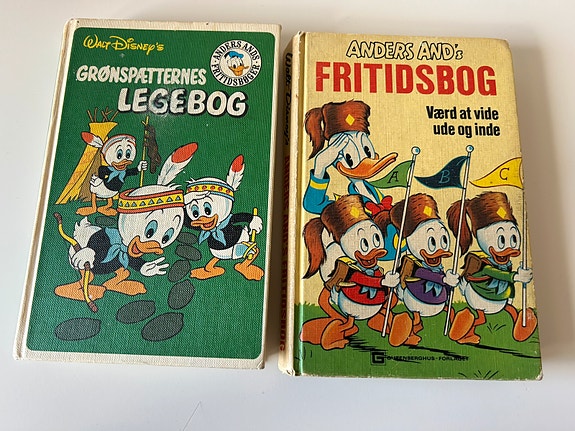 WALT DISNEY'S
ANDERS ANDS
FRITIDSBØGER
GRØNSPÆTTERNES
LEGEBOG
ANDERS AND's
FRITIDSBOG
Værd at vide
ude og inde
A B C
G GUTENBERGHUS-FORLAGET